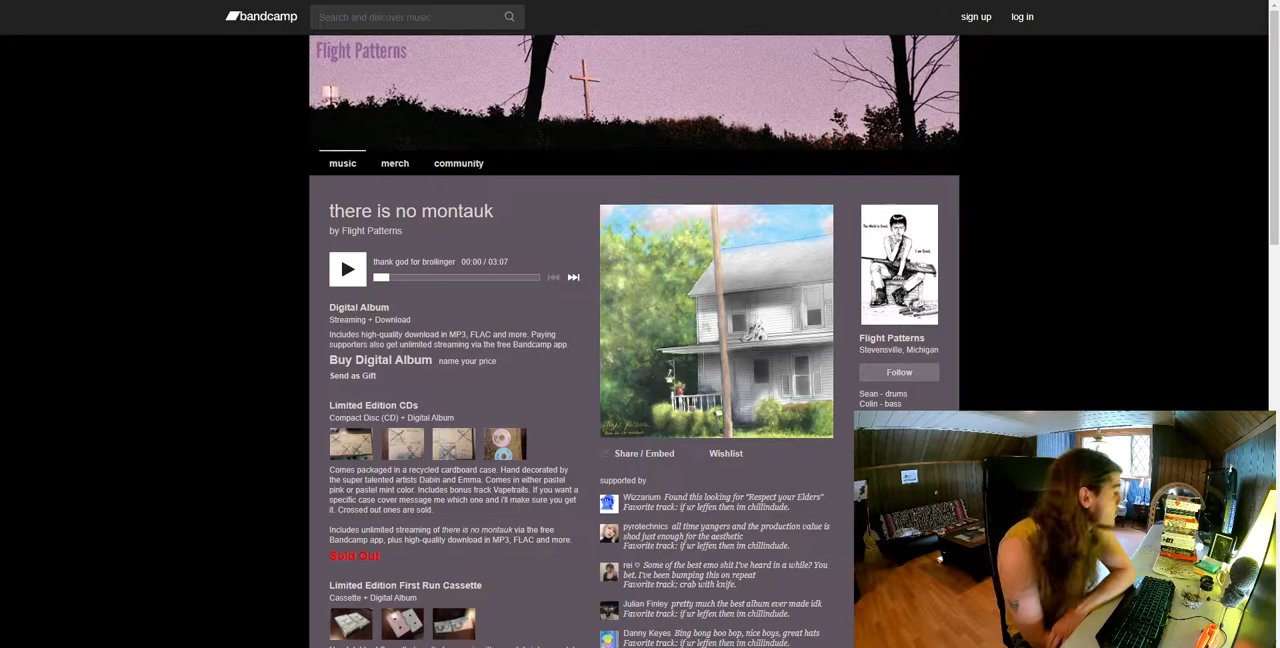 bandcamp
Search and discover music
sign up
log in
Flight Patterns
music
merch
community
there is no montauk
by Flight Patterns
thank god for brollinger 00:00 / 03:07
Digital Album
Streaming + Download
Includes high-quality download in MP3, FLAC and more. Paying
supporters also get unlimited streaming via the free Bandcamp app.
Buy Digital Album name your price
Send as Gift
Limited Edition CDs
Compact Disc (CD) + Digital Album
Comes packaged in a recycled cardboard case. Hand decorated by
the super talented artists Dabin and Emma. Comes in either pastel
pink or pastel mint color. Includes bonus track Vapetrails. If you want a
specific case cover message me which one and i'll make sure you get
it. Crossed out ones are sold.
Includes unlimited streaming of there is no montauk via the free
Bandcamp app, plus high-quality download in MP3, FLAC and more.
Sold Out
Limited Edition First Run Cassette
Cassette + Digital Album
flight patterns
there is no montauk
Share / Embed
Wishlist
supported by
Wizzarium Found this looking for "Respect your Elders"
Favorite track: if ur leffen then im chillindude.
pyrotechnics all time yangers and the production value is
shod just enough for the aesthetic
Favorite track: if ur leffen then im chillindude.
rei ♡ Some of the best emo shit I've heard in a while? You
bet. I've been bumping this on repeat
Favorite track: crab with knife.
Julian Finley pretty much the best album ever made idk
Favorite track: if ur leffen then im chillindude.
Danny Keyes Bing bong boo bop, nice boys, great hats
Favorite track: if ur leffen then im chillindude.
The World is Great,
I am Great.
Flight Patterns
Stevensville, Michigan
Follow
Sean - drums
Colin - bass